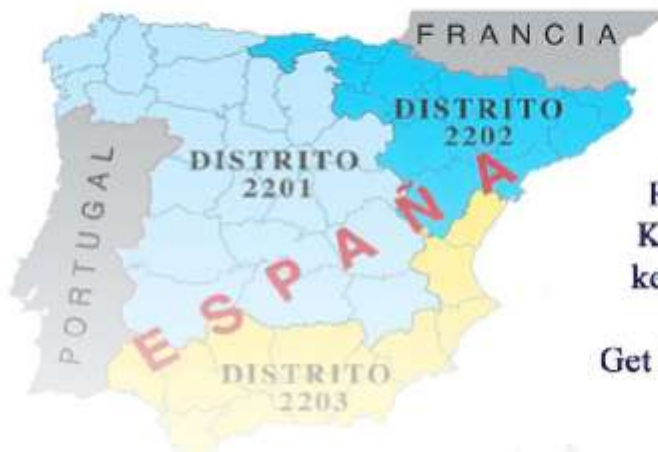 FRANCIA
DISTRITO
2202
DISTRITO
2201
ESPAÑA
PORTUGAL
DISTRITO
2203
Get